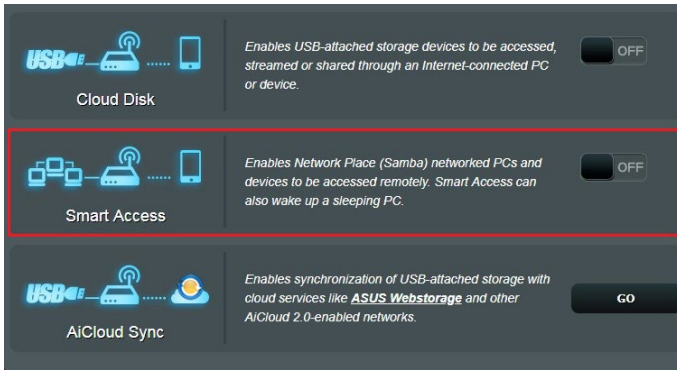 USB
Cloud Disk
Enables USB-attached storage devices to be accessed,
streamed or shared through an Internet-connected PC
or device.
OFF
Smart Access
Enables Network Place (Samba) networked PCs and
devices to be accessed remotely. Smart Access can
also wake up a sleeping PC.
OFF
USB
AiCloud Sync
Enables synchronization of USB-attached storage with
cloud services like ASUS Webstorage and other
AiCloud 2.0-enabled networks.
GO